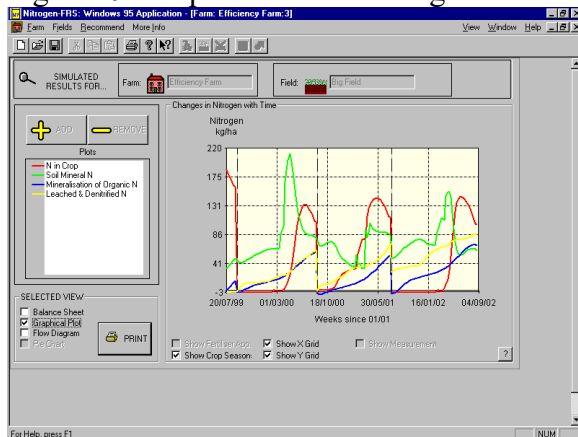 Nitrogen-FRS: Windows 95 Application - [Farm: Efficiency Farm:3]
Farm Fields Recommend More Info View Window Help
SIMULATED
RESULTS FOR...
Farm: Efficiency Farm
Field: Big Field
ADD REMOVE
Plots
N in Crop
Soil Mineral N
Mineralisation of Organic N
Leached & Denitrified N
SELECTED VIEW
Balance Sheet
Graphical Plot
Flow Diagram
Pie Chart
PRINT
Changes in Nitrogen with Time
Nitrogen
kg/ha
220
175
131
86
41
-3
20/07/99 01/03/00 18/10/00 30/05/01 16/01/02 04/09/02
Weeks since 01/01
Show Fertiliser App: Show X Grid Show Measurement
Show Crop Season: Show Y Grid
?
For Help, press F1
NUM